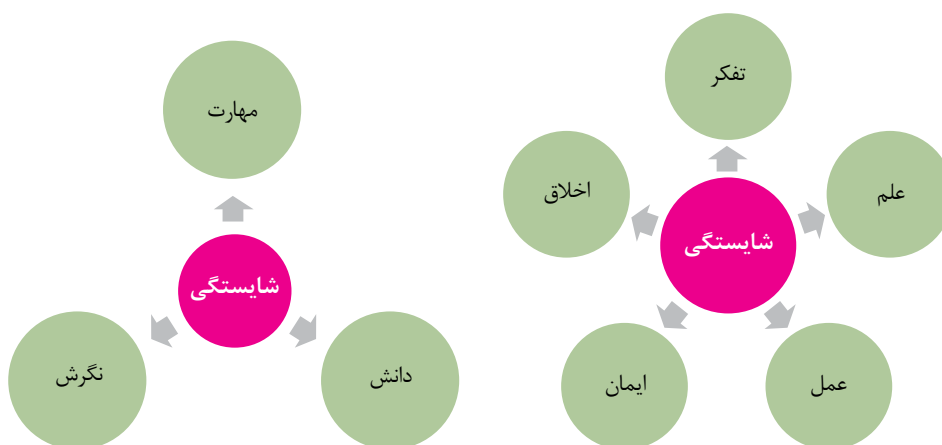 تفکر
علم
اخلاق
شایستگی
عمل
ایمان
مهارت
شایستگی
دانش
نگرش